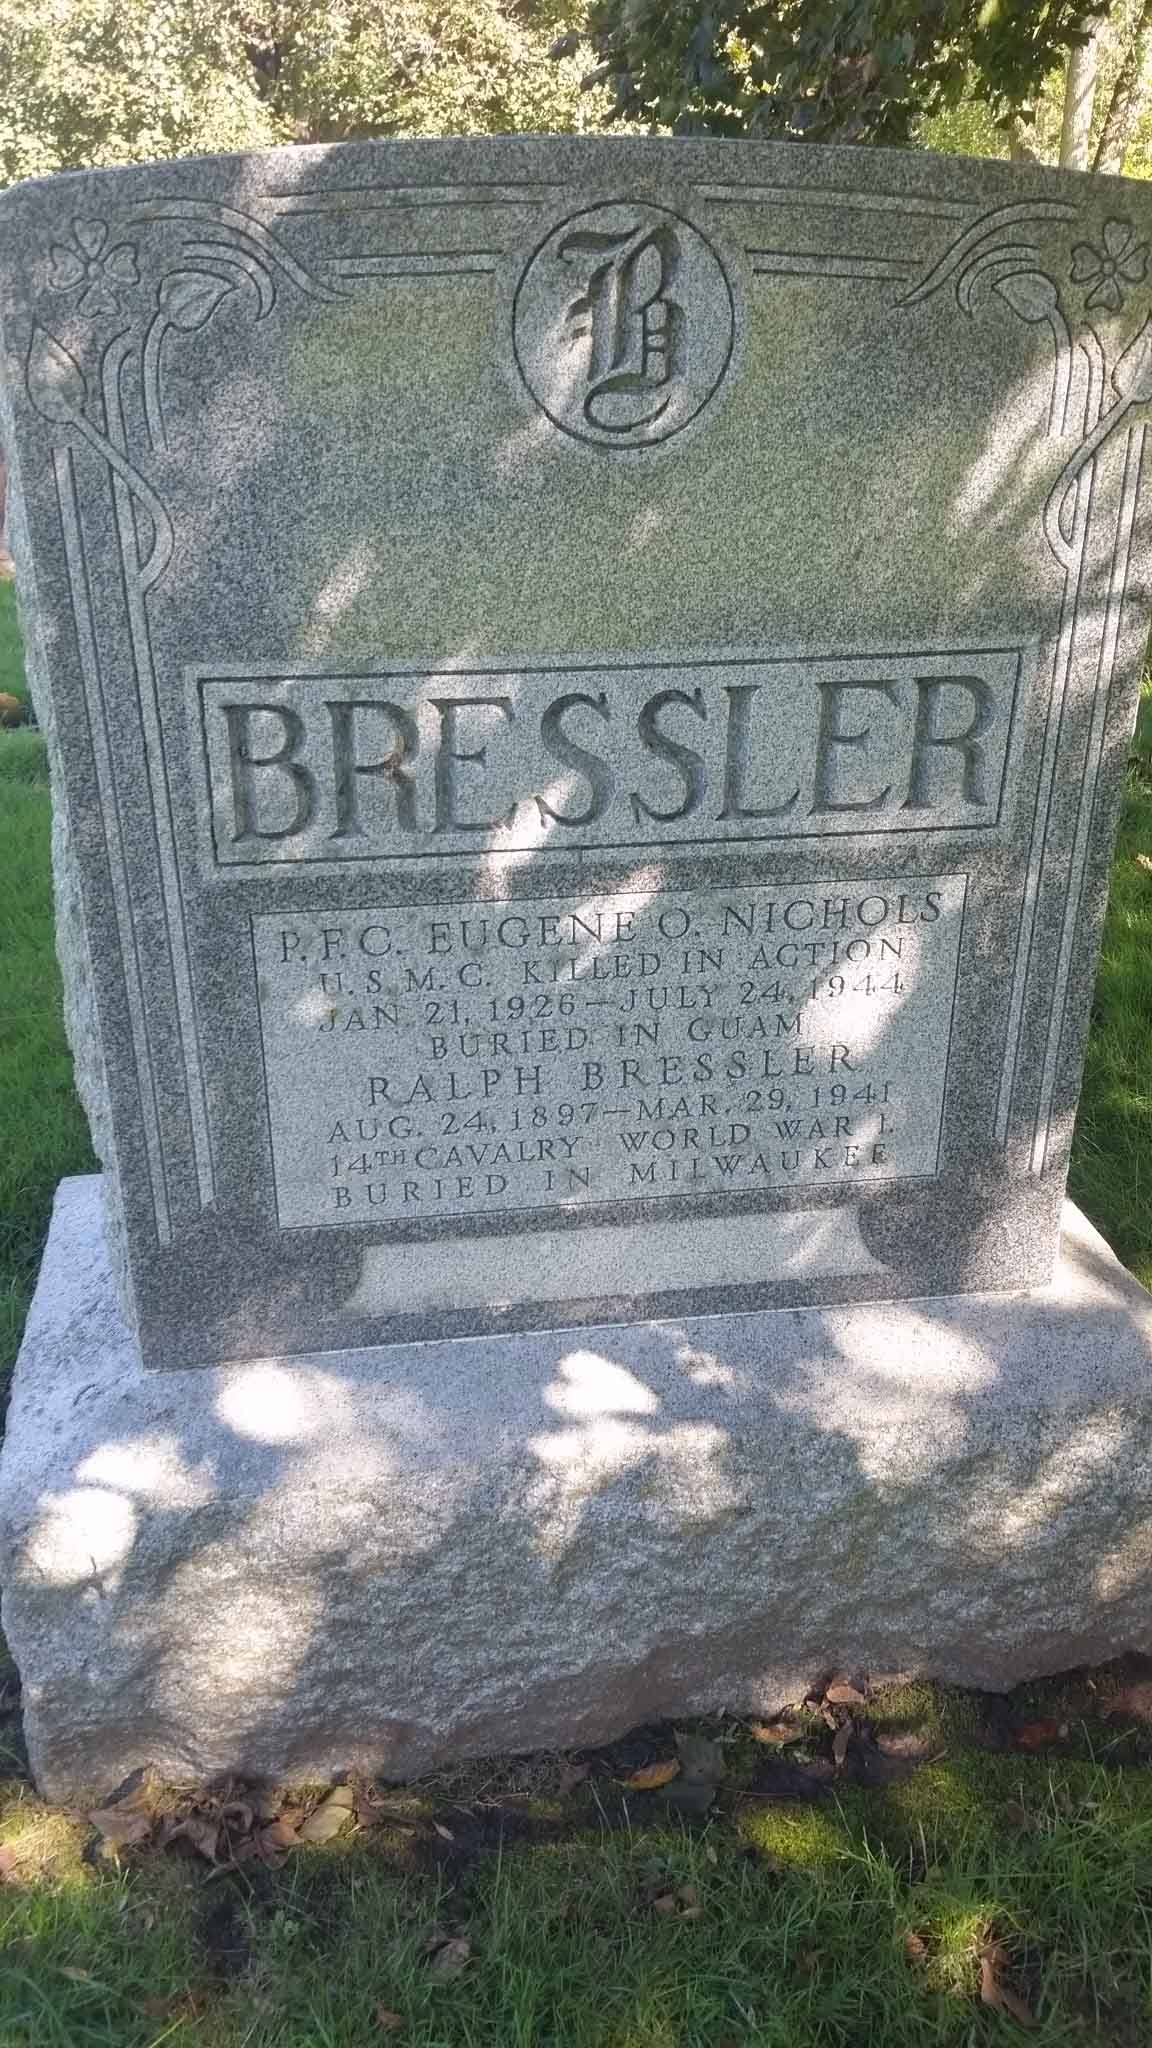 B
BRESSLER
P.F.C. EUGENE O. NICHOLS
U.S M.C. KILLED IN ACTION
JAN. 21, 1926 — JULY 24, 1944
BURIED IN GUAM
RALPH BRESSLER
AUG. 24, 1897 — MAR. 29, 1941
14TH CAVALRY WORLD WAR I.
BURIED IN MILWAUKEE